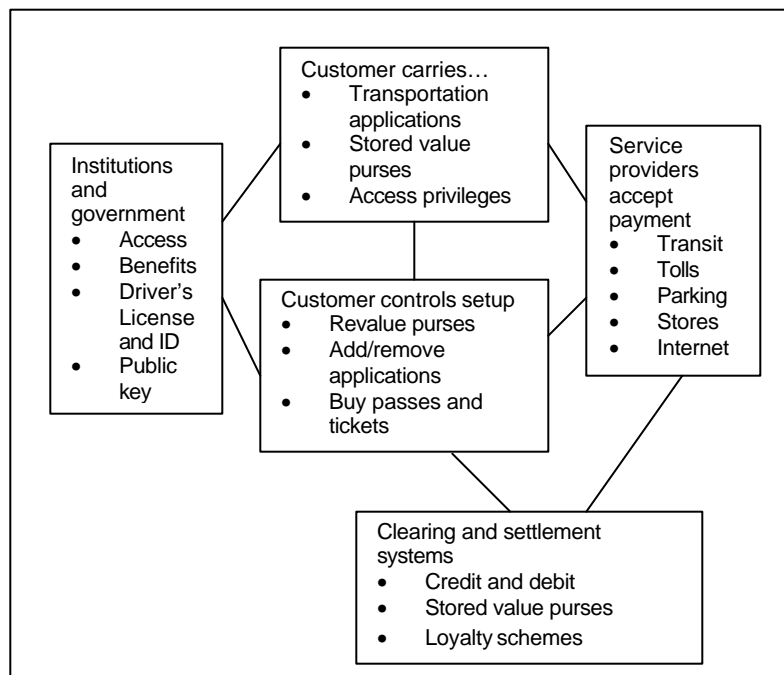 Customer carries…
• Transportation
applications
• Stored value
purses
• Access privileges
Institutions
and
government
• Access
• Benefits
• Driver’s
License
and ID
• Public
key
Service
providers
accept
payment
• Transit
• Tolls
• Parking
• Stores
• Internet
Customer controls setup
• Revalue purses
• Add/remove
applications
• Buy passes and
tickets
Clearing and settlement
systems
• Credit and debit
• Stored value purses
• Loyalty schemes